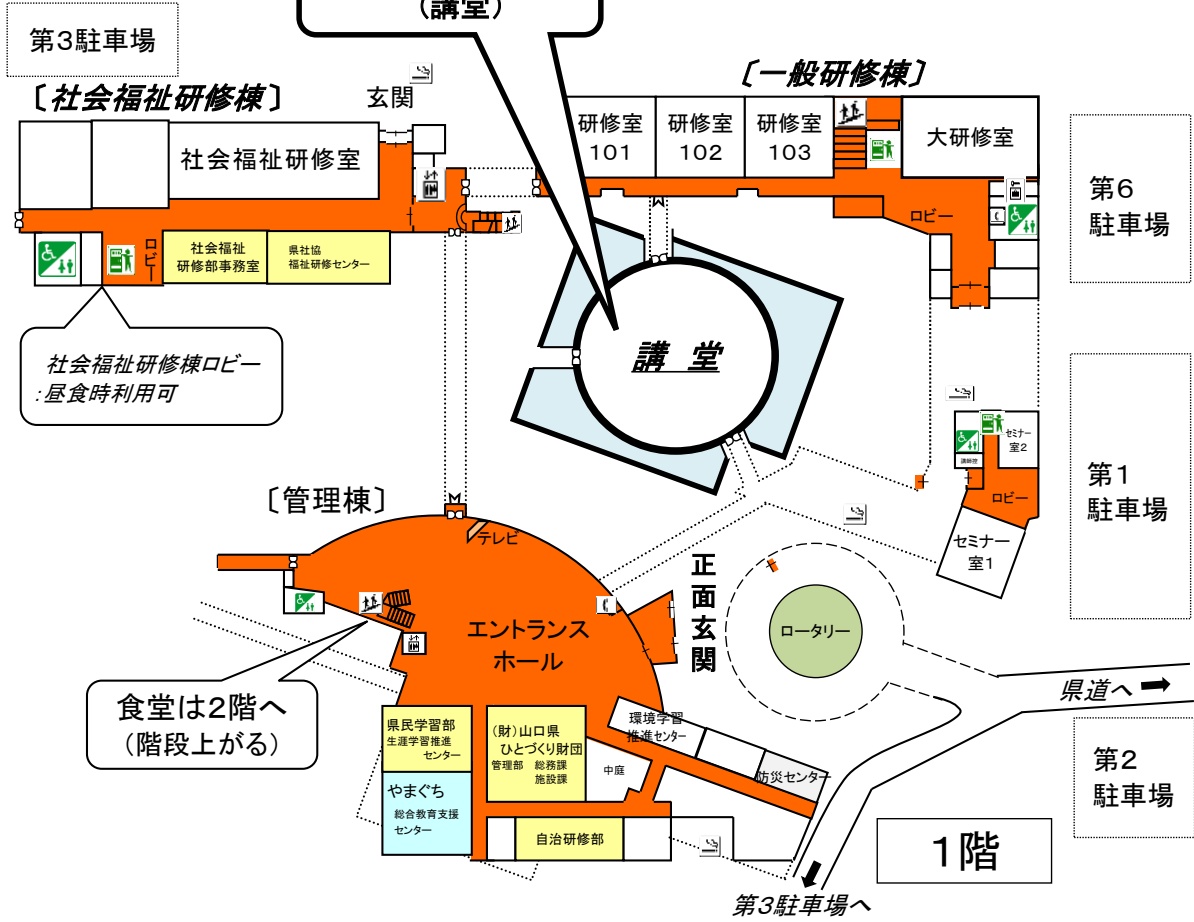 （講堂）
第３駐車場
〔社会福祉研修棟〕
玄関
〔一般研修棟〕
社会福祉研修室
研修室
１０１
研修室
１０２
研修室
１０３
大研修室
第６
駐車場
ロビー
ロビー
社会福祉
研修部事務室
県社協
福祉研修センター
社会福祉研修棟ロビー
：昼食時利用可
講　堂
セミナー
室２
講師控
ロビー
セミナー
室１
第１
駐車場
〔管理棟〕
テレビ
正面玄関
エントランス
ホール
ロータリー
食堂は２階へ
（階段上がる）
県道へ
県民学習部
生涯学習推進
センター
（財）山口県
ひとづくり財団
管理部　総務課
施設課
環境学習
推進センター
中庭
防災センター
第２
駐車場
やまぐち
総合教育支援
センター
自治研修部
１階
第３駐車場へ